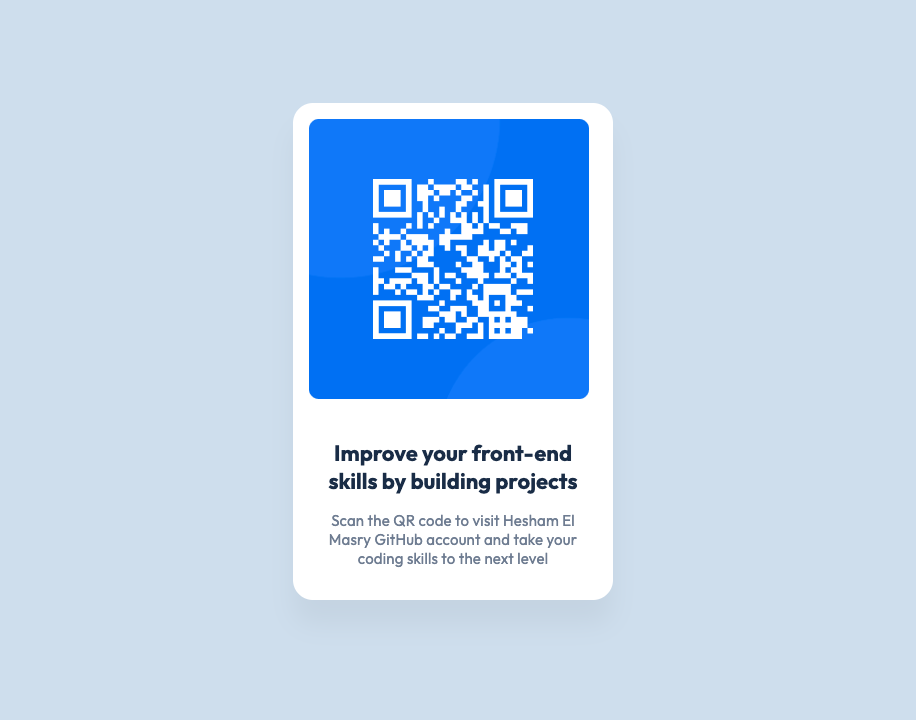 Improve your front-end
skills by building projects
Scan the QR code to visit Hesham El
Masry GitHub account and take your
coding skills to the next level